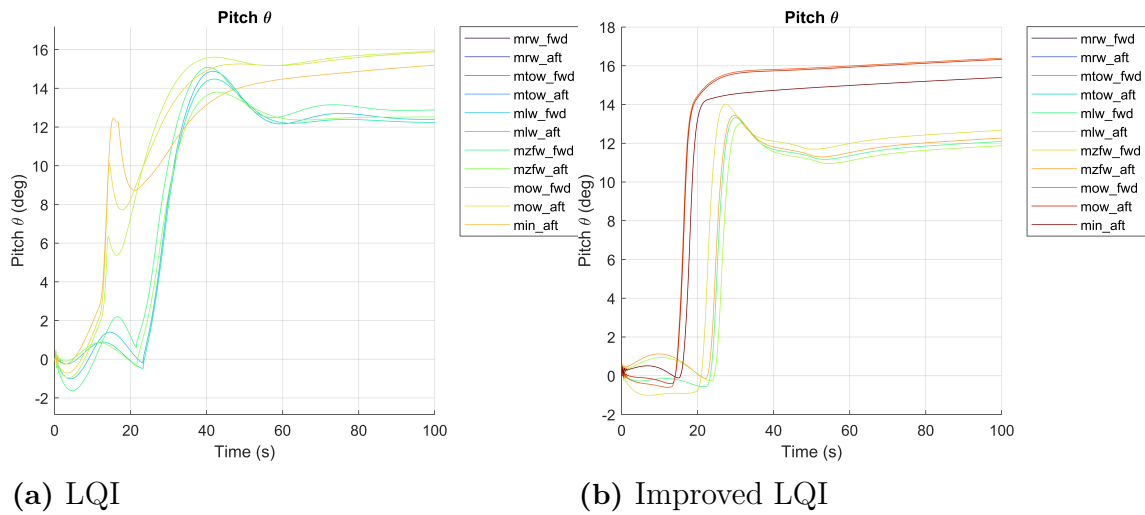 Pitch θ
16
14
12
10
8
6
4
2
0
-2
Pitch θ (deg)
0
20
40
60
80
100
Time (s)
mrw_fwd
mrw_aft
mtow_fwd
mtow_aft
mlw_fwd
mlw_aft
mzfw_fwd
mzfw_aft
mow_fwd
mow_aft
min_aft
(a) LQI
Pitch θ
18
16
14
12
10
8
6
4
2
0
-2
Pitch θ (deg)
0
20
40
60
80
100
Time (s)
mrw_fwd
mrw_aft
mtow_fwd
mtow_aft
mlw_fwd
mlw_aft
mzfw_fwd
mzfw_aft
mow_fwd
mow_aft
min_aft
(b) Improved LQI